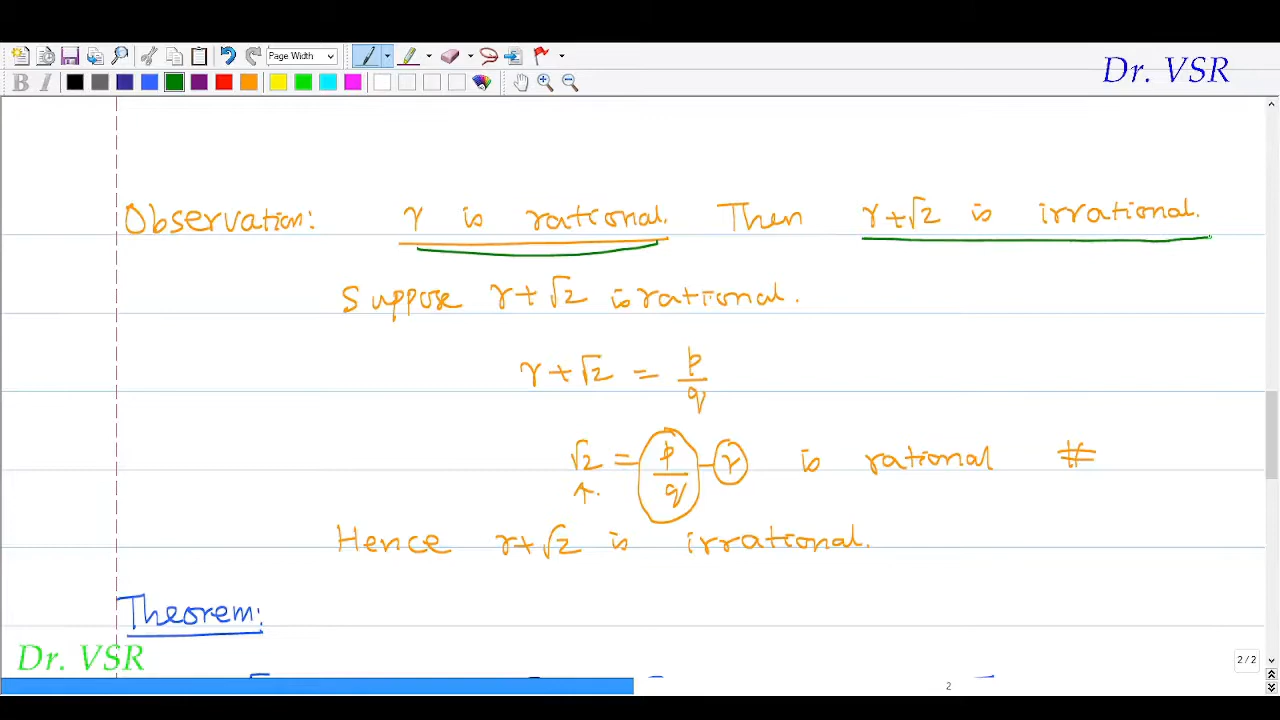 Page Width
Dr. VSR
B I
Observation: r is rational. Then r+√2 is irrational.
Suppose r+√2 is rational.
r+√2 = p/q
√2 = p/q - r is rational #
Hence r+√2 is irrational.
Theorem:
Dr. VSR
2 / 2
2